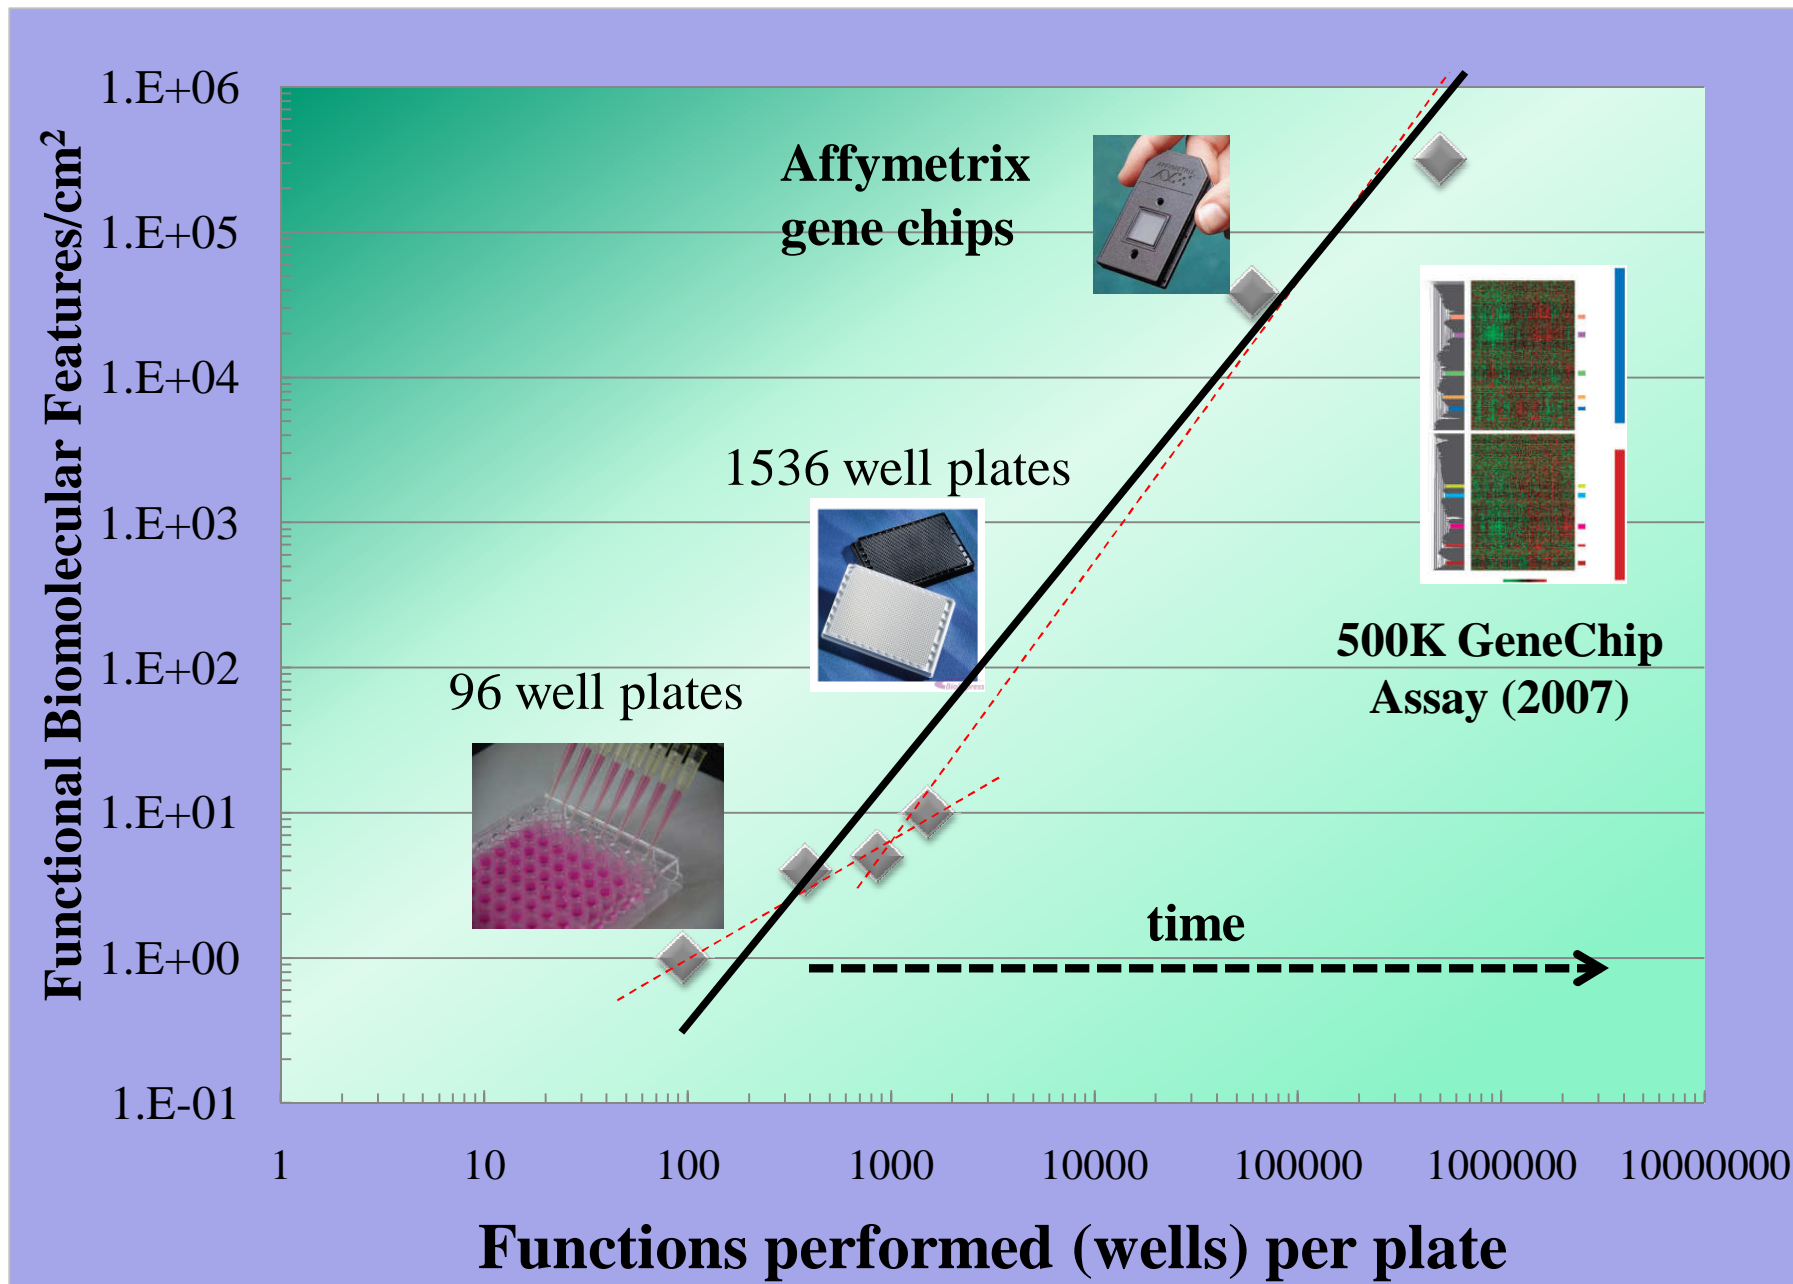 1.E+06
1.E+05
1.E+04
1.E+03
1.E+02
1.E+01
1.E+00
1.E-01
Functional Biomolecular Features/cm²
Affymetrix
gene chips
1536 well plates
96 well plates
500K GeneChip
Assay (2007)
time
1 10 100 1000 10000 100000 1000000 10000000
Functions performed (wells) per plate